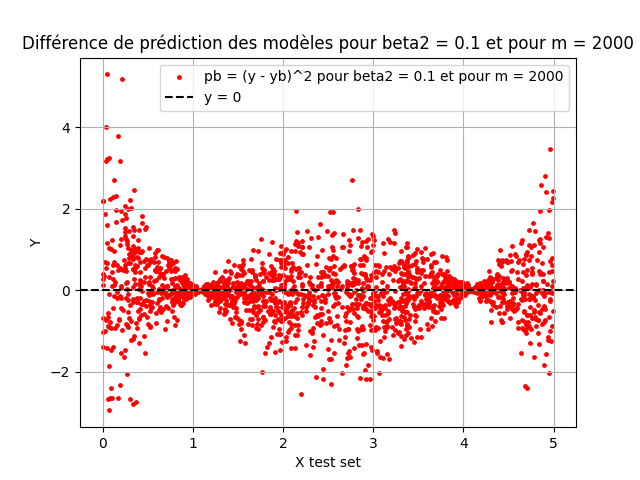 Différence de prédiction des modèles pour beta2 = 0.1 et pour m = 2000
pb = (y - yb)^2 pour beta2 = 0.1 et pour m = 2000
y = 0
4
2
0
−2
Y
0 1 2 3 4 5
X test set